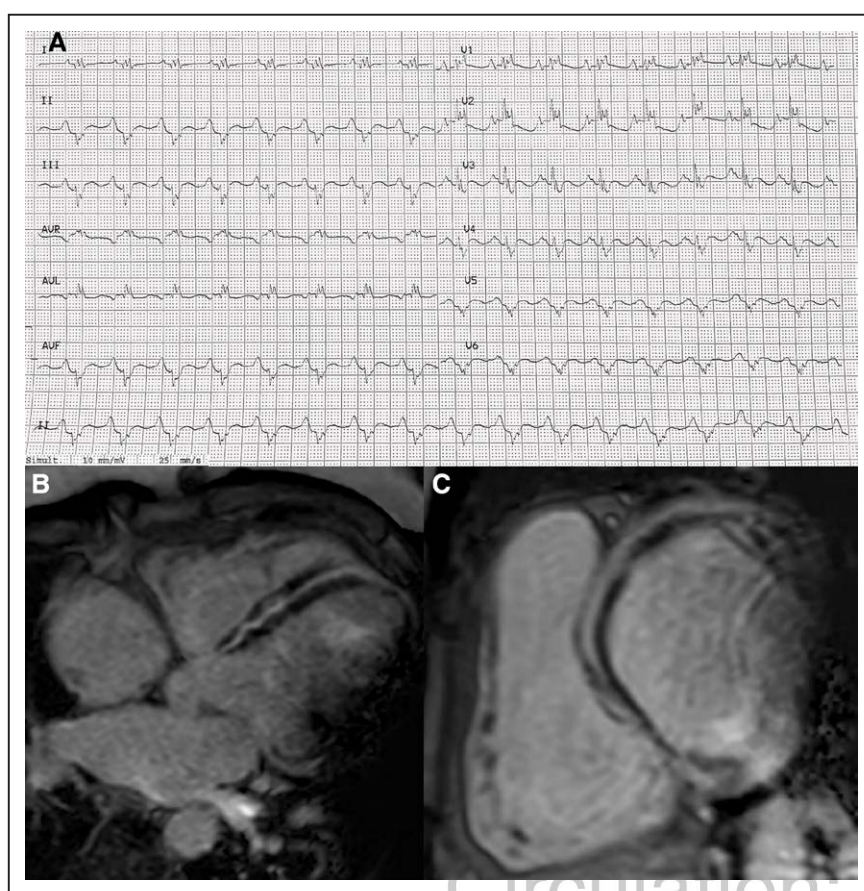 A
I V1
II V2
III V3
AVR V4
AVL V5
AVF V6
II
Simult. 10 mm/mV 25 mm/s
B C